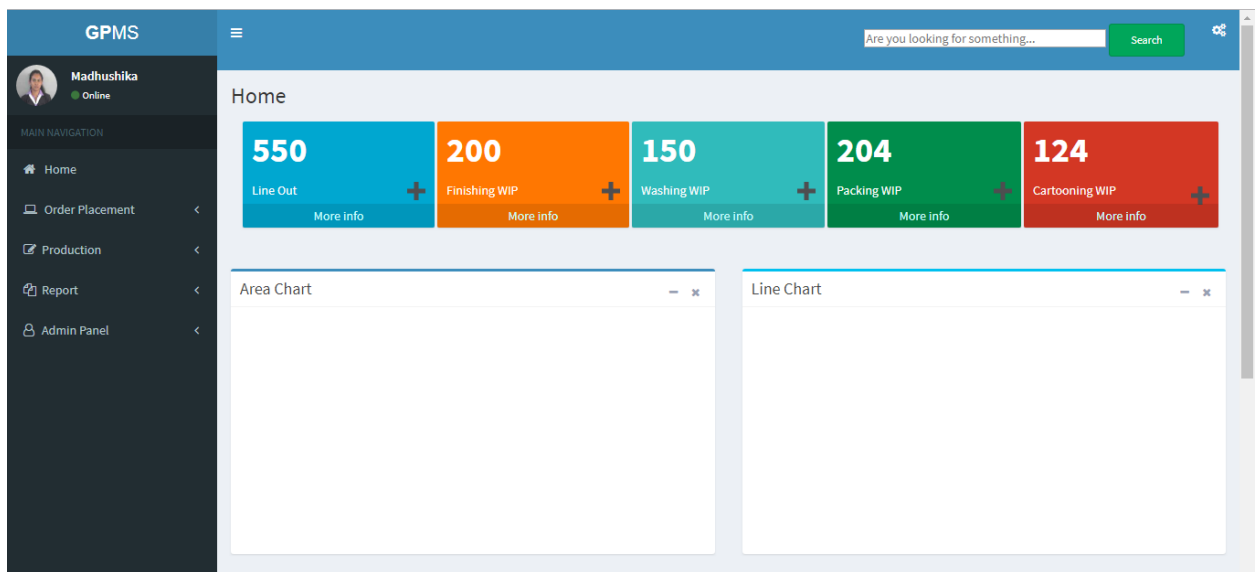 GPMS
Are you looking for something...
Search
Madhushika
Online
MAIN NAVIGATION
Home
Order Placement
Production
Report
Admin Panel
Home
550
Line Out
More info
200
Finishing WIP
More info
150
Washing WIP
More info
204
Packing WIP
More info
124
Cartooning WIP
More info
Area Chart
Line Chart